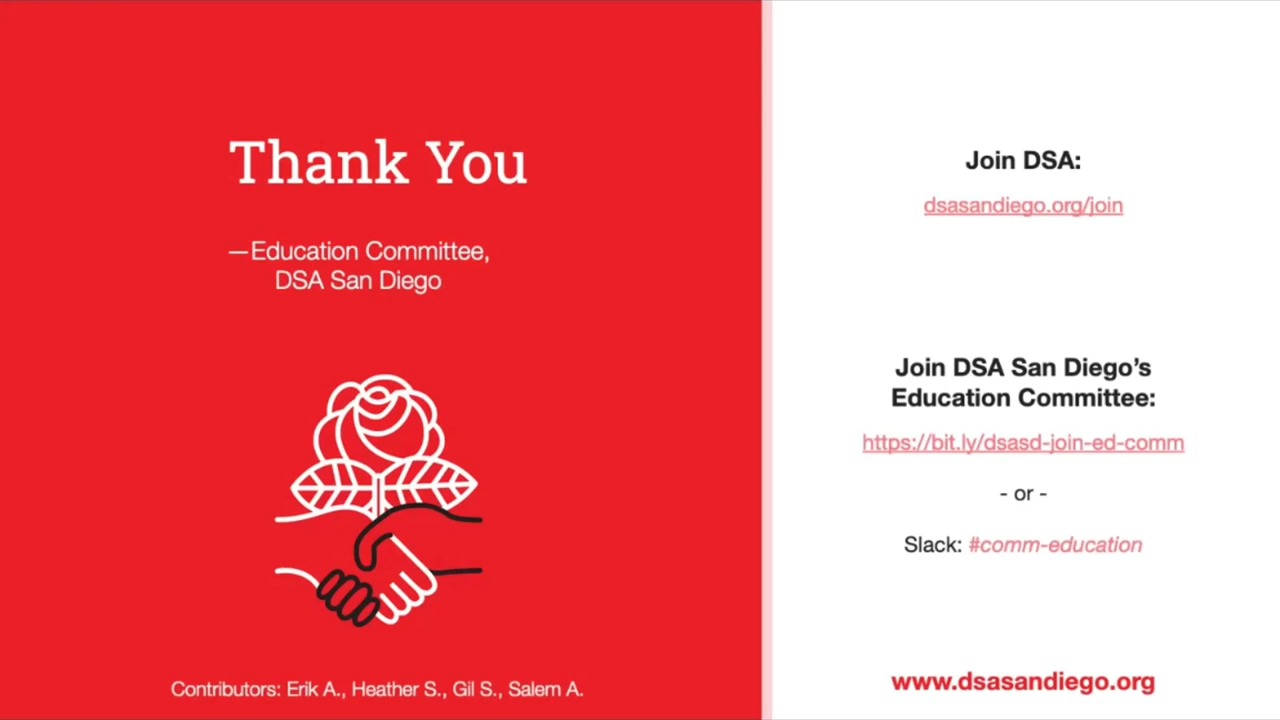 Thank You
—Education Committee,
DSA San Diego
Contributors: Erik A., Heather S., Gil S., Salem A.
Join DSA:
dsasandiego.org/join
Join DSA San Diego’s
Education Committee:
https://bit.ly/dsasd-join-ed-comm
- or -
Slack: #comm-education
www.dsasandiego.org